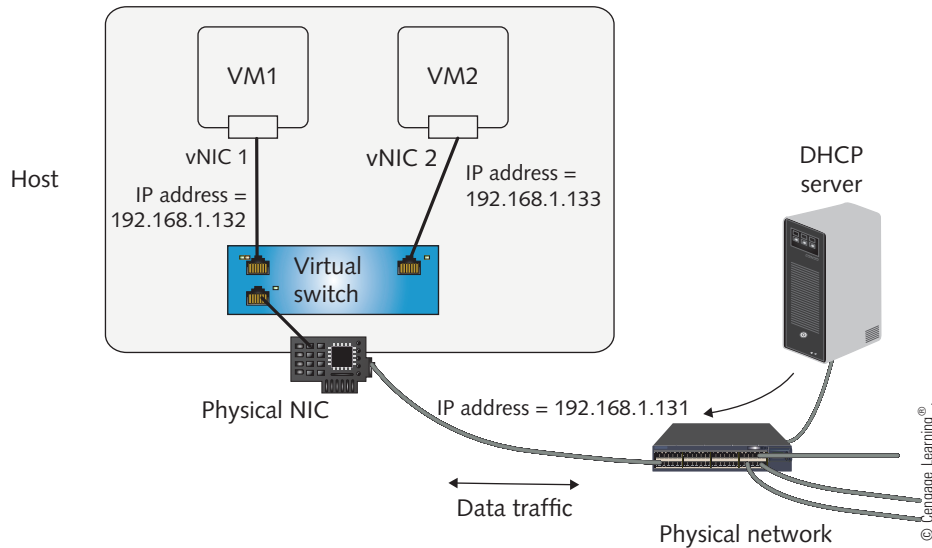 VM1
VM2
vNIC 1
vNIC 2
IP address =
192.168.1.132
IP address =
192.168.1.133
Host
DHCP
server
Virtual
switch
Physical NIC
IP address = 192.168.1.131
Data traffic
Physical network
© Cengage Learning®